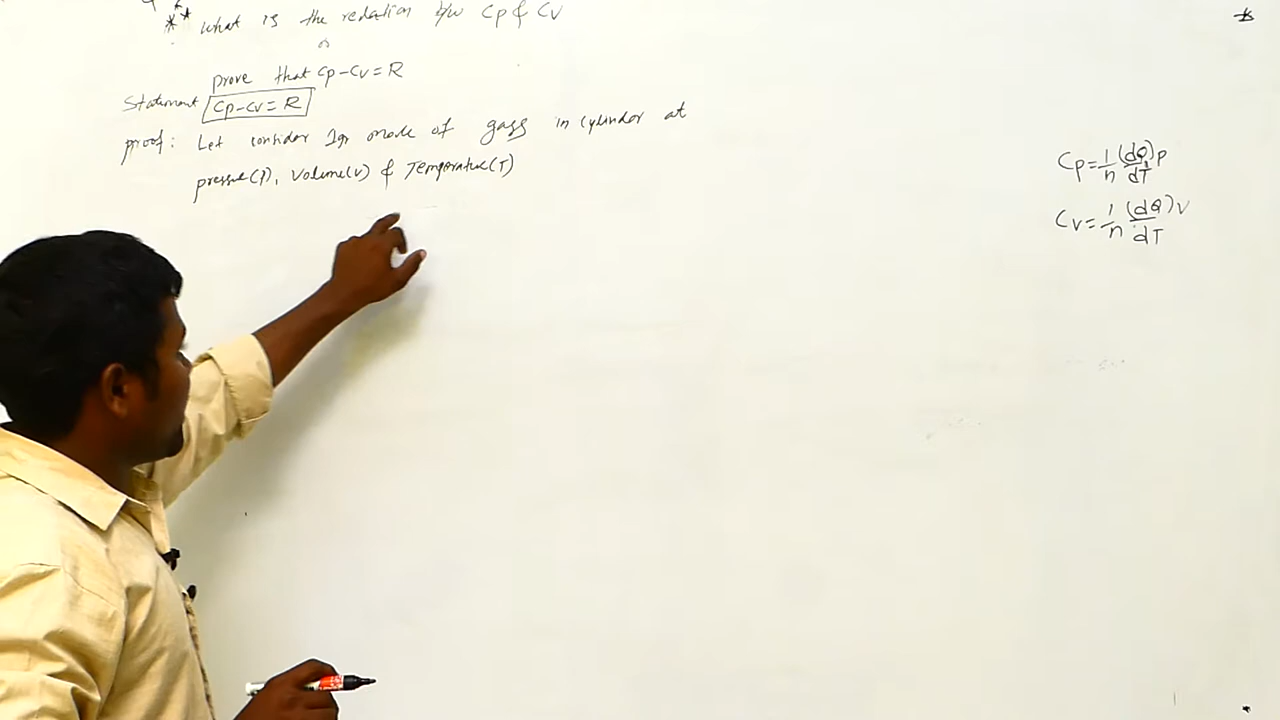 ** What is the relation b/w Cp & Cv
or
prove that Cp-Cv=R
Statement Cp-Cv=R
proof: Let consider 1gr mole of gass in cylinder at
pressure(P), volume(v) & Temperature(T)
Cp=1/n(dQ/dT)P
Cv=1/n(dQ/dT)V